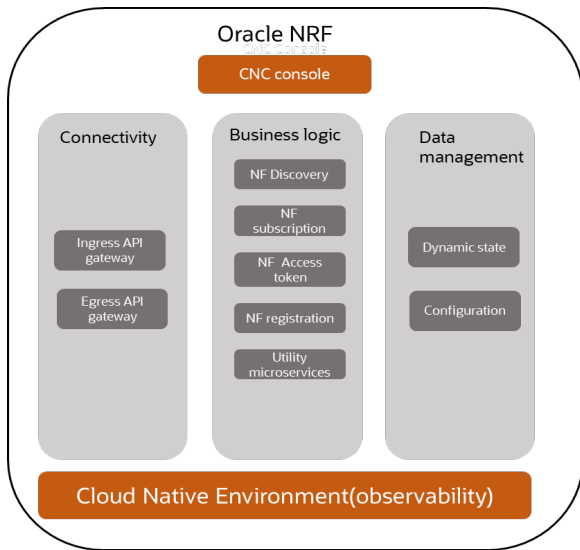 Oracle NRF
CNC Console
CNC console
Connectivity
Ingress API
gateway
Egress API
gateway
Business logic
NF Discovery
NF
subscription
NF Access
token
NF registration
Utility
microservices
Data
management
Dynamic state
Configuration
Cloud Native Environment(observability)